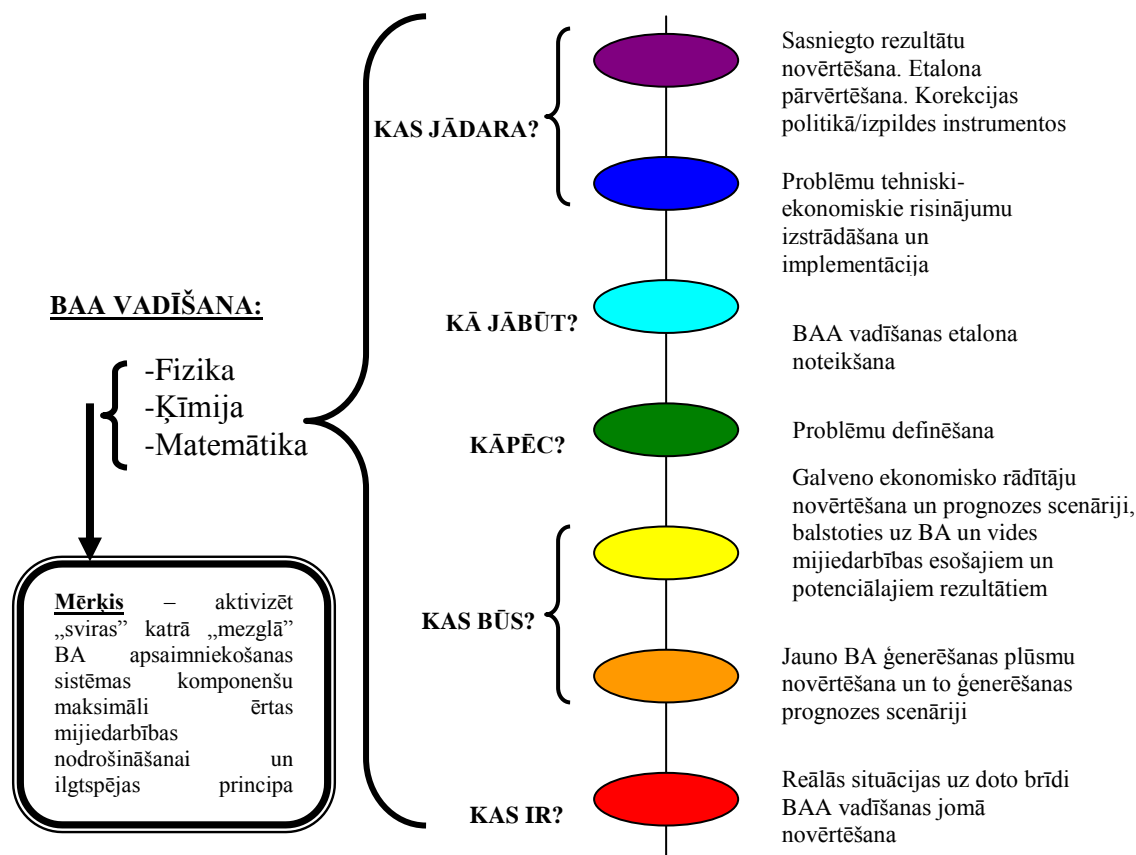 BAA VADĪŠANA:
-Fizika
-Ķīmija
-Matemātika
Mērķis – aktivizēt
„sviras” katrā „mezglā”
BA apsaimniekošanas
sistēmas komponenšu
maksimāli ērtas
mijiedarbības
nodrošināšanai un
ilgtspējas principa
KAS JĀDARA?
Sasniegto rezultātu
novērtēšana. Etalona
pārvērtēšana. Korekcijas
politikā/izpildes instrumentos
Problēmu tehniski-
ekonomiskie risinājumu
izstrādāšana un
implementācija
KĀ JĀBŪT?
BAA vadīšanas etalona
noteikšana
KĀPĒC?
Problēmu definēšana
KAS BŪS?
Galveno ekonomisko rādītāju
novērtēšana un prognozes scenāriji,
balstoties uz BA un vides
mijiedarbības esošajiem un
potenciālajiem rezultātiem
Jauno BA ģenerēšanas plūsmu
novērtēšana un to ģenerēšanas
prognozes scenāriji
KAS IR?
Reālās situācijas uz doto brīdi
BAA vadīšanas jomā
novērtēšana